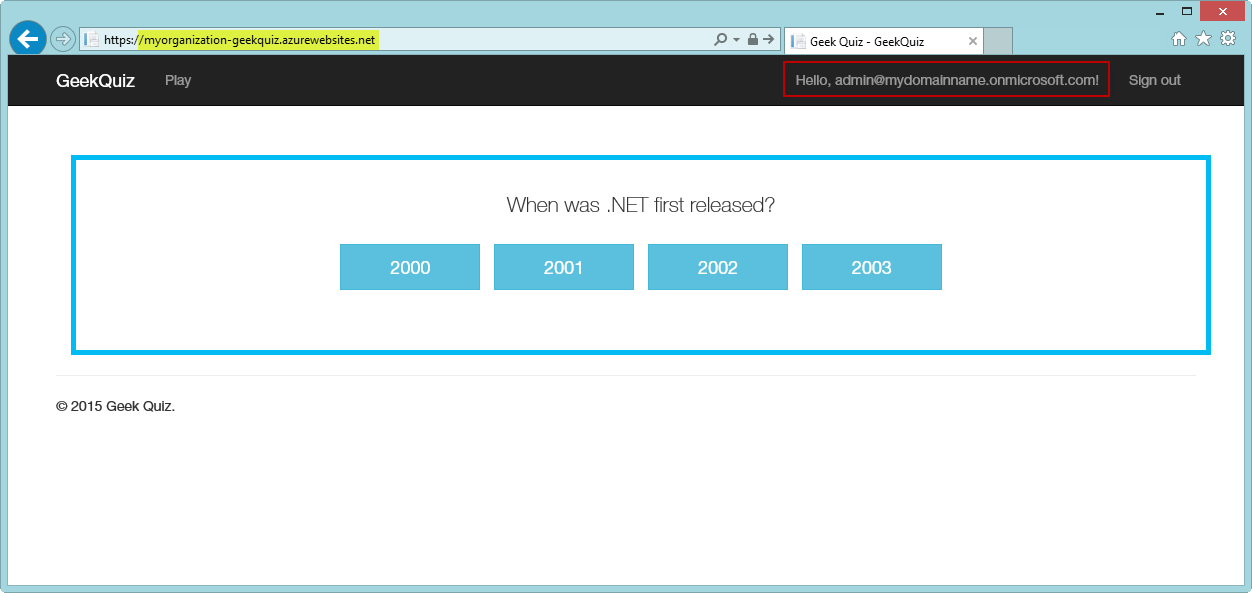 https://myorganization-geekquiz.azurewebsites.net
Geek Quiz - GeekQuiz
GeekQuiz Play Hello, admin@mydomainname.onmicrosoft.com! Sign out
When was .NET first released?
2000 2001 2002 2003
© 2015 Geek Quiz.